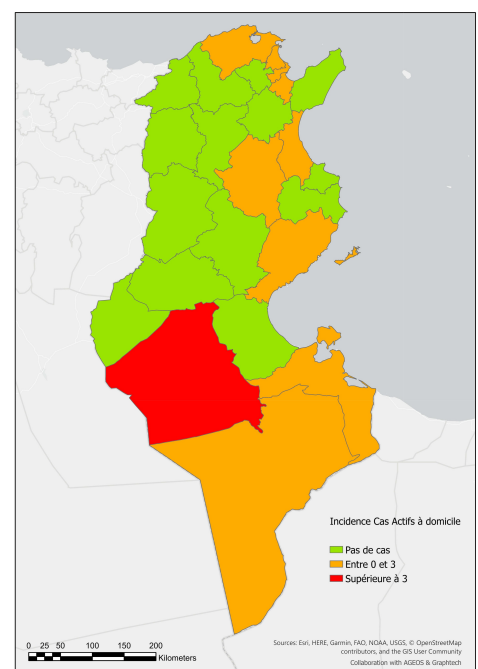 Incidence Cas Actifs à domicile
Pas de cas
Entre 0 et 3
Supérieure à 3
0 25 50 100 150 200
Kilometers
Sources: Esri, HERE, Garmin, FAO, NOAA, USGS, © OpenStreetMap
contributors, and the GIS User Community
Collaboration with AGEOS & Graphtech